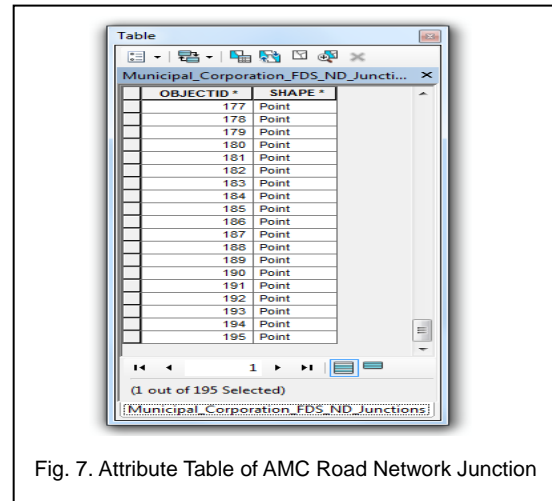 Table
Municipal_Corporation_FDS_ND_Juncti... ×
OBJECTID * SHAPE *
177 Point
178 Point
179 Point
180 Point
181 Point
182 Point
183 Point
184 Point
185 Point
186 Point
187 Point
188 Point
189 Point
190 Point
191 Point
192 Point
193 Point
194 Point
195 Point
1
(1 out of 195 Selected)
Municipal_Corporation_FDS_ND_Junctions
Fig. 7. Attribute Table of AMC Road Network Junction